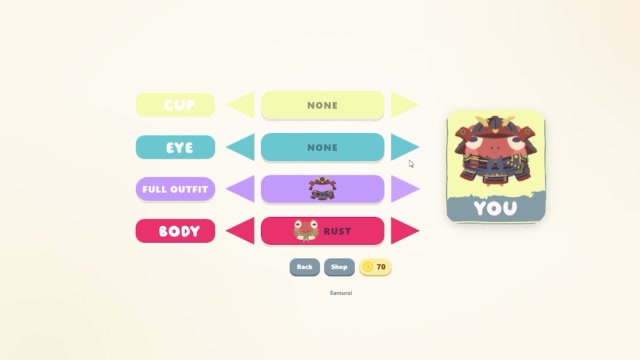 CUP
NONE
EYE
NONE
FULL OUTFIT
BODY
RUST
YOU
Back
Shop
70
Samurai